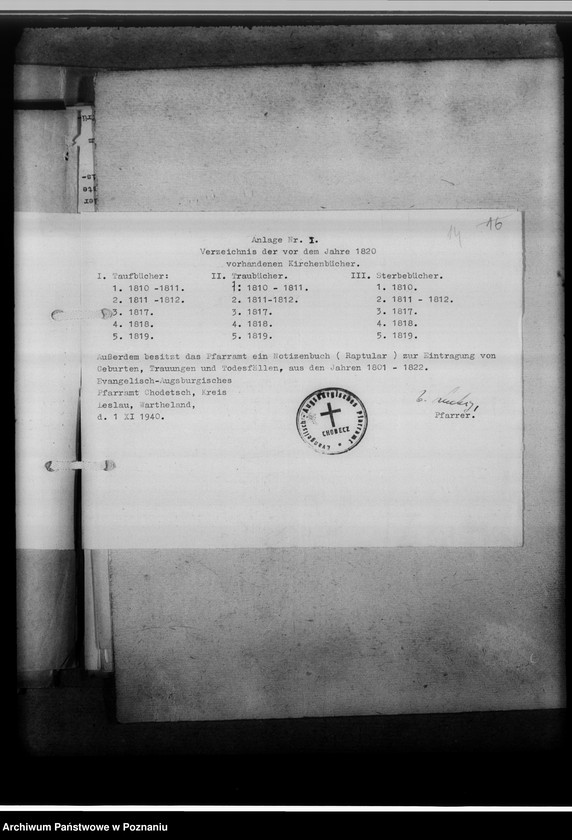 14 15
Anlage Nr. I.
Verzeichnis der vor dem Jahre 1820
vorhandenen Kirchenbücher.
I. Taufbücher: II. Traubücher. III. Sterbebücher.
1. 1810 -1811. 1. 1810 - 1811. 1. 1810.
2. 1811 -1812. 2. 1811-1812. 2. 1811 - 1812.
3. 1817. 3. 1817. 3. 1817.
4. 1818. 4. 1818. 4. 1818.
5. 1819. 5. 1819. 5. 1819.
Außerdem besitzt das Pfarramt ein Notizenbuch ( Raptular ) zur Eintragung von
Geburten, Trauungen und Todesfällen, aus den Jahren 1801 - 1822.
Evangelisch-Augsburgisches
Pfarramt Chodetsch, Kreis
Leslau, Wartheland,
d. 1 XI 1940.
Evangelisch-Augsburgisches Pfarramt
CHODECZ
Pfarrer.
Archiwum Państwowe w Poznaniu